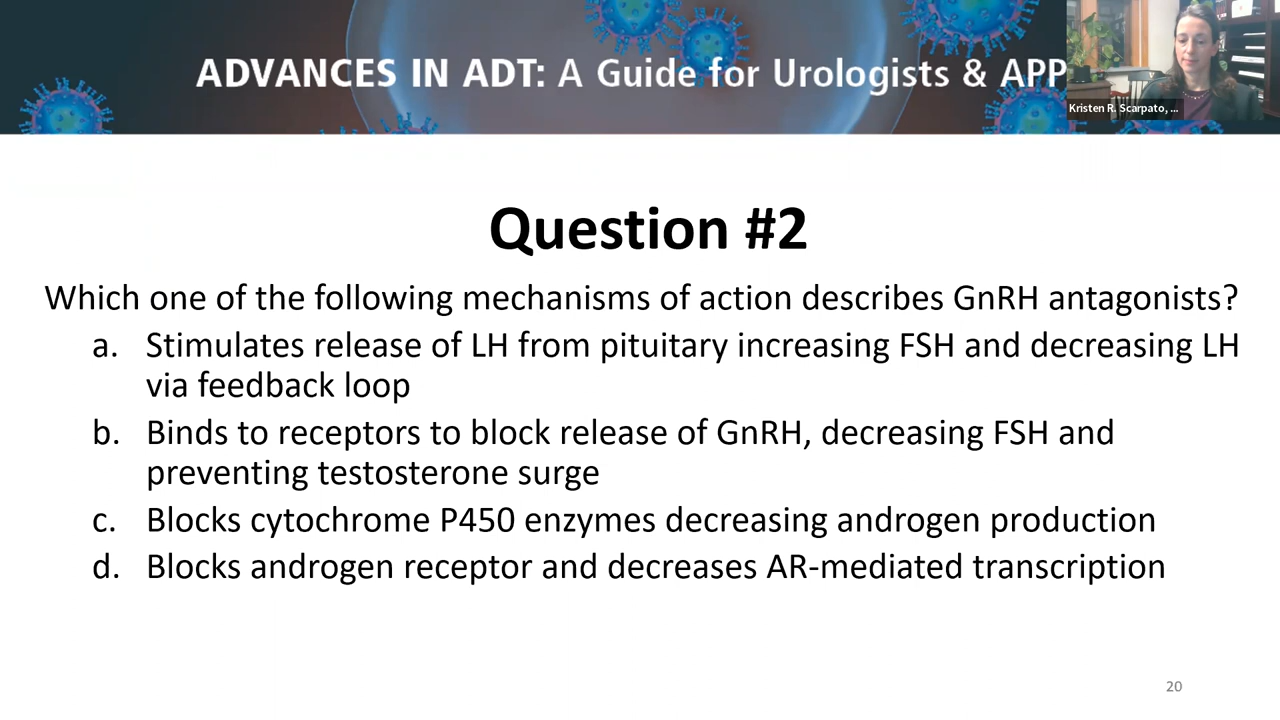 ADVANCES IN ADT: A Guide for Urologists & APP
Kristen R. Scarpato, ...
Question #2
Which one of the following mechanisms of action describes GnRH antagonists?
a. Stimulates release of LH from pituitary increasing FSH and decreasing LH
via feedback loop
b. Binds to receptors to block release of GnRH, decreasing FSH and
preventing testosterone surge
c. Blocks cytochrome P450 enzymes decreasing androgen production
d. Blocks androgen receptor and decreases AR-mediated transcription
20